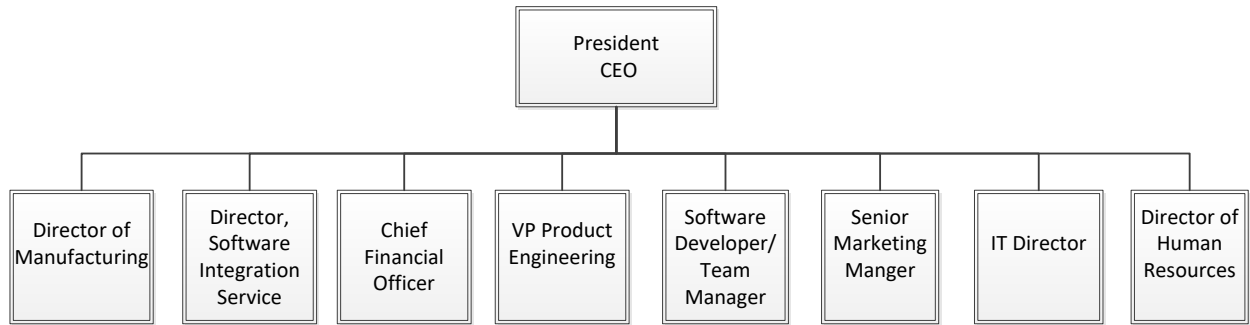 President
CEO
Director of
Manufacturing
Director,
Software
Integration
Service
Chief
Financial
Officer
VP Product
Engineering
Software
Developer/
Team
Manager
Senior
Marketing
Manger
IT Director
Director of
Human
Resources